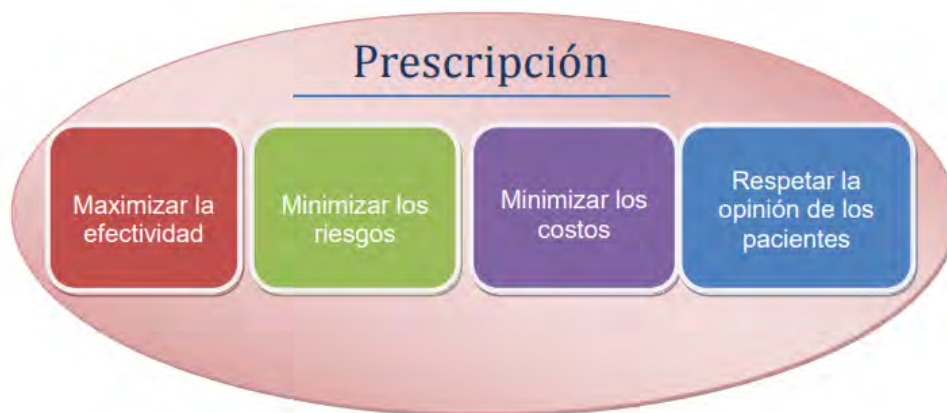 Prescripción
Maximizar la
efectividad
Minimizar los
riesgos
Minimizar los
costos
Respetar la
opinión de los
pacientes